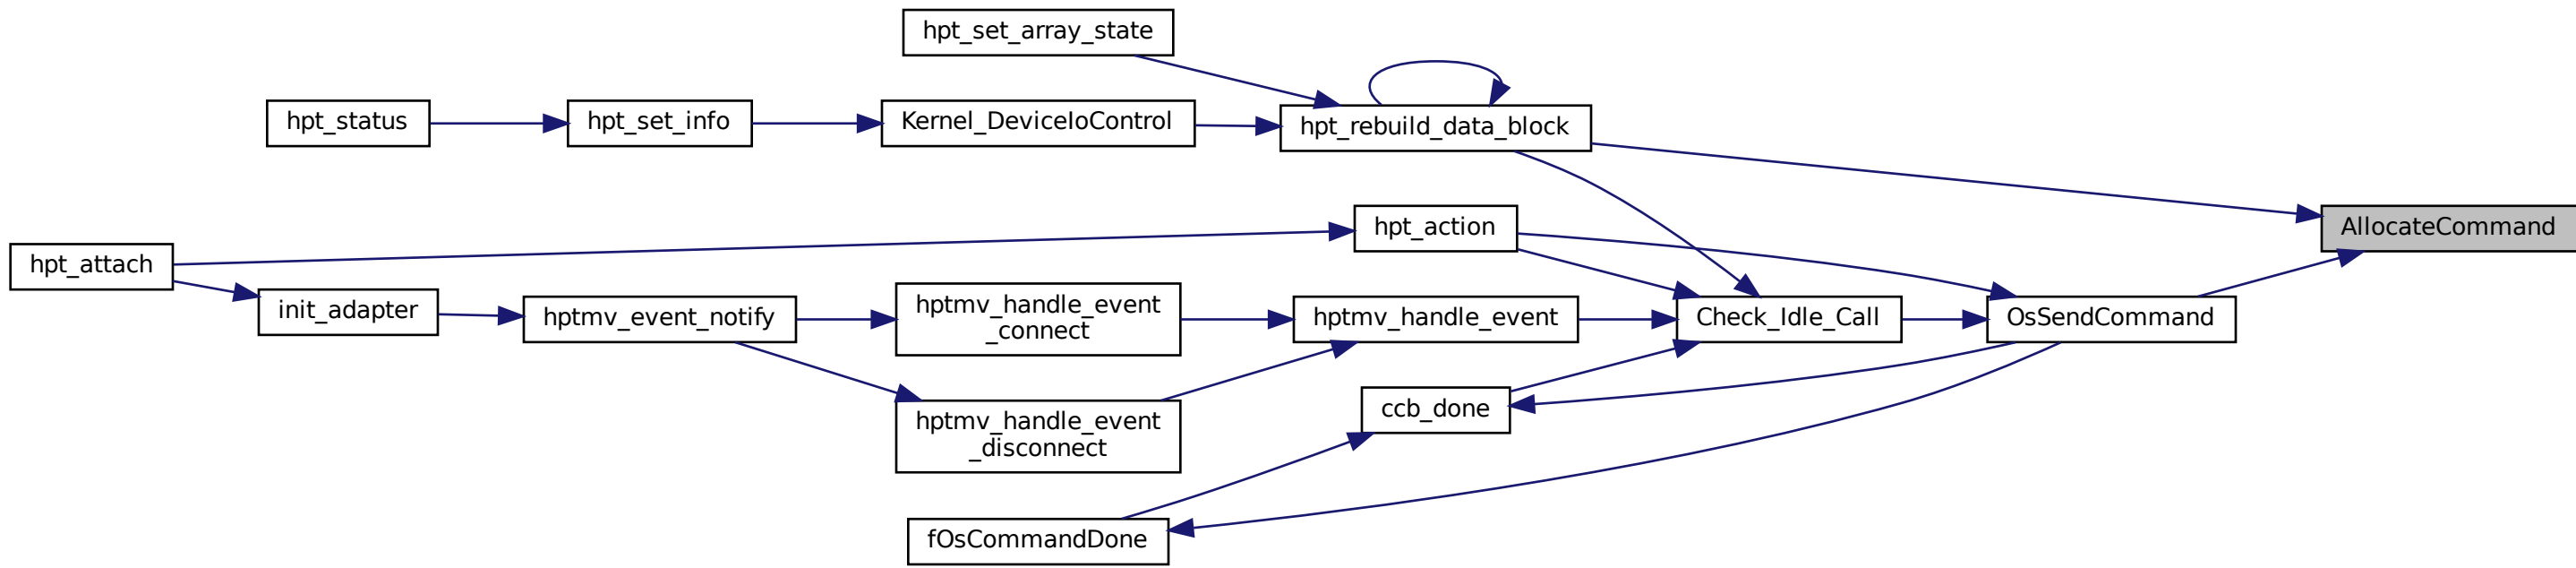 hpt_set_array_state
hpt_status
hpt_set_info
Kernel_DeviceIoControl
hpt_rebuild_data_block
hpt_action
AllocateCommand
hpt_attach
init_adapter
hptmv_event_notify
hptmv_handle_event
_connect
hptmv_handle_event
Check_Idle_Call
OsSendCommand
ccb_done
hptmv_handle_event
_disconnect
fOsCommandDone